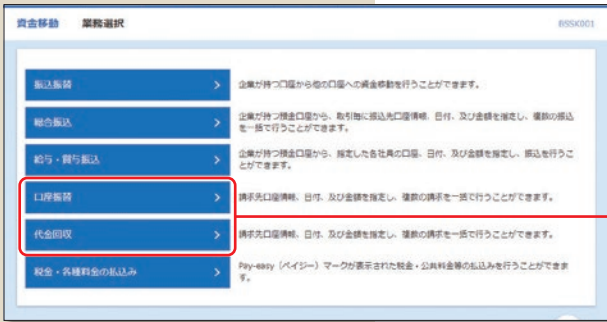 資金移動 業務選択 BSSK001
振込振替 企業が持つ口座から他の口座への資金移動を行うことができます。
総合振込 企業が持つ預金口座から、取引毎に振込先口座情報、日付、及び金額を指定し、複数の振込
を一括で行うことができます。
給与・賞与振込 企業が持つ預金口座から、指定した各社員の口座、日付、及び金額を指定し、振込を行うこ
とができます。
口座振替 請求先口座情報、日付、及び金額を指定し、複数の請求を一括で行うことができます。
代金回収 請求先口座情報、日付、及び金額を指定し、複数の請求を一括で行うことができます。
税金・各種料金の払込み Pay-easy（ペイジー）マークが表示された税金・公共料金等の払込みを行うことができま
す。